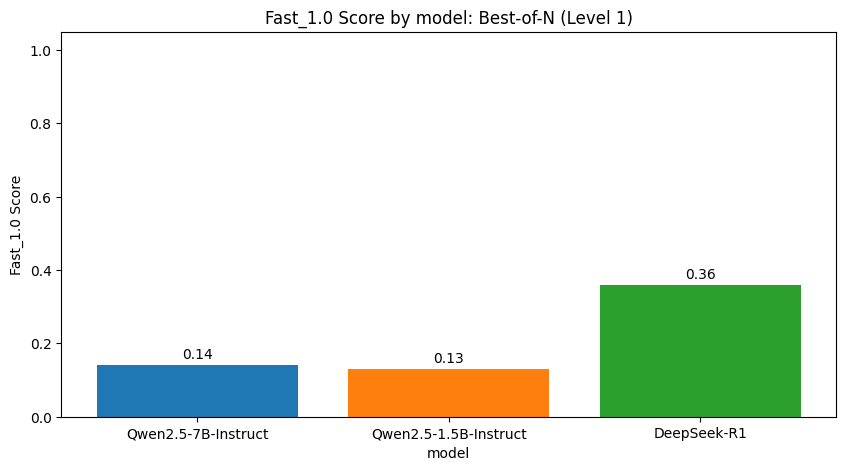 Fast_1.0 Score by model: Best-of-N (Level 1)
1.0
0.8
0.6
0.4
0.2
0.0
Fast_1.0 Score
0.14
0.13
0.36
Qwen2.5-7B-Instruct
Qwen2.5-1.5B-Instruct
DeepSeek-R1
model